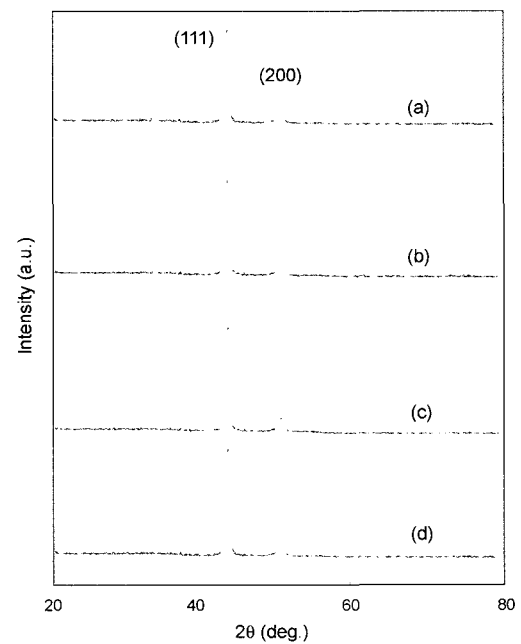 (111)
(200)
(a)
(b)
(c)
(d)
Intensity (a.u.)
20 40 60 80
2θ (deg.)